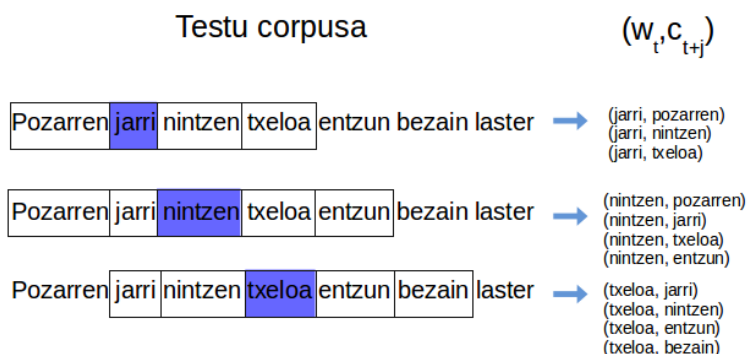 Testu corpusa
(w_t,c_t+j)
Pozarren jarri nintzen txeloa entzun bezain laster
(jarri, pozarren)
(jarri, nintzen)
(jarri, txeloa)
Pozarren jarri nintzen txeloa entzun bezain laster
(nintzen, pozarren)
(nintzen, jarri)
(nintzen, txeloa)
(nintzen, entzun)
Pozarren jarri nintzen txeloa entzun bezain laster
(txeloa, jarri)
(txeloa, nintzen)
(txeloa, entzun)
(txeloa, bezain)